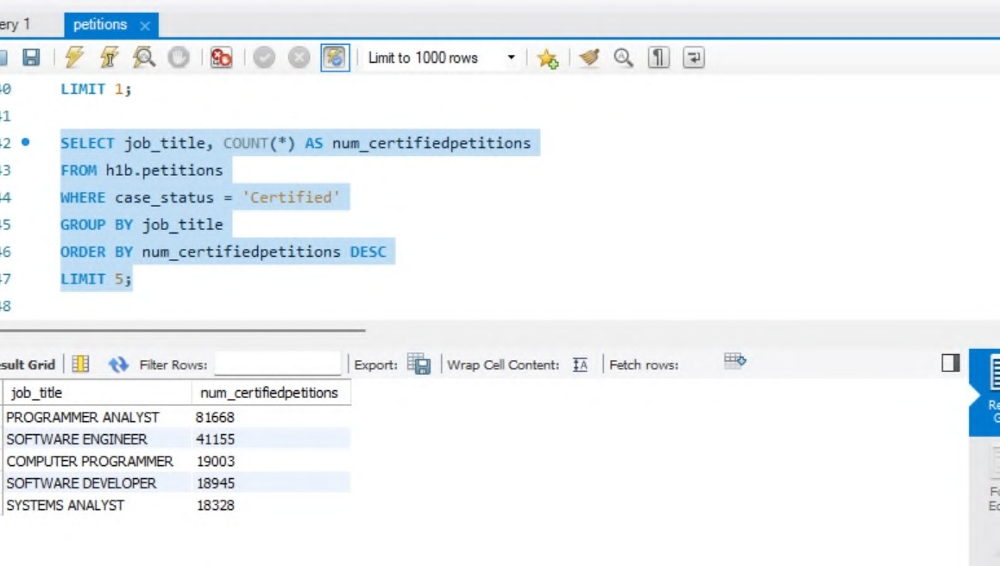 ery 1 petitions ×
Limit to 1000 rows
40 LIMIT 1;
41
42 SELECT job_title, COUNT(*) AS num_certifiedpetitions
43 FROM h1b.petitions
44 WHERE case_status = 'Certified'
45 GROUP BY job_title
46 ORDER BY num_certifiedpetitions DESC
47 LIMIT 5;
48
esult Grid Filter Rows: Export: Wrap Cell Content: Fetch rows:
job_title num_certifiedpetitions
PROGRAMMER ANALYST 81668
SOFTWARE ENGINEER 41155
COMPUTER PROGRAMMER 19003
SOFTWARE DEVELOPER 18945
SYSTEMS ANALYST 18328